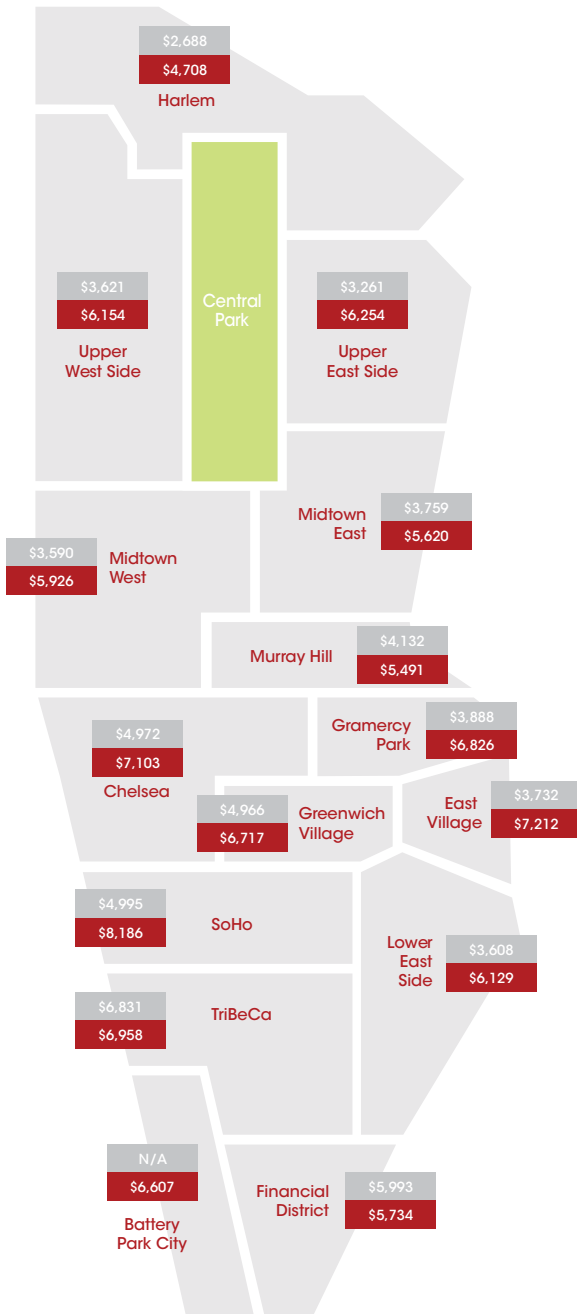 $2,688
$4,708
Harlem
$3,621
$6,154
Upper
West Side
Central
Park
$3,261
$6,254
Upper
East Side
Midtown
East
$3,759
$5,620
$3,590
$5,926
Midtown
West
Murray Hill
$4,132
$5,491
$4,972
$7,103
Chelsea
Gramercy
Park
$3,888
$6,826
$4,966
$6,717
Greenwich
Village
East
Village
$3,732
$7,212
$4,995
$8,186
SoHo
Lower
East
Side
$3,608
$6,129
$6,831
$6,958
TriBeCa
N/A
$6,607
Battery
Park City
Financial
District
$5,993
$5,734